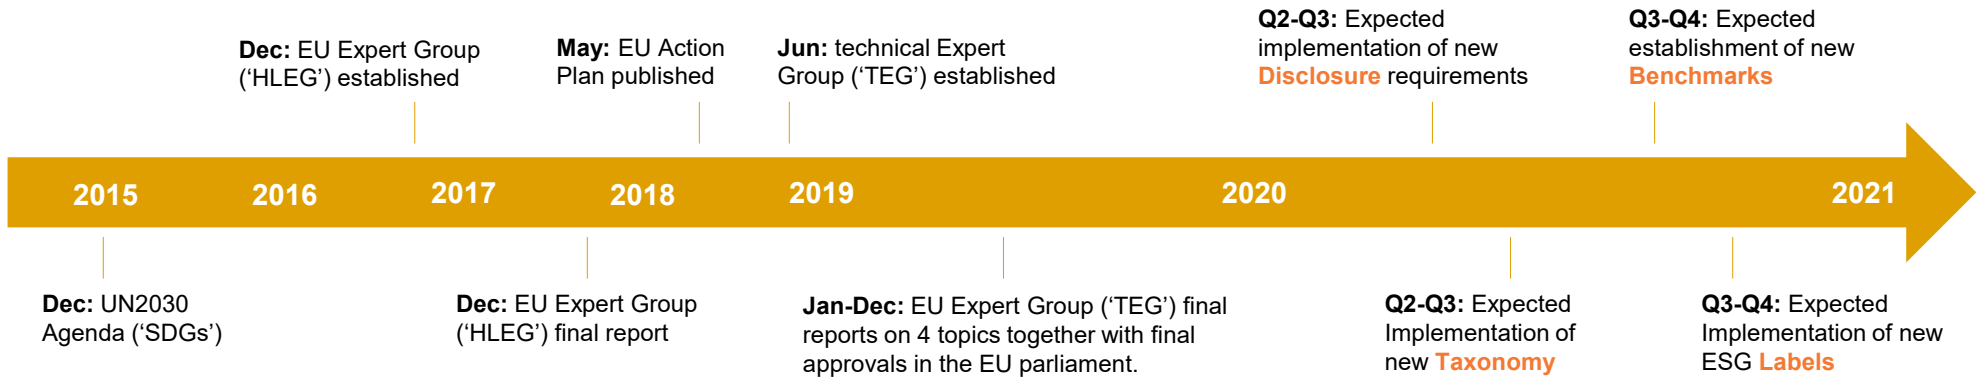 Dec: EU Expert Group
(‘HLEG’) established
May: EU Action
Plan published
Jun: technical Expert
Group (‘TEG’) established
Q2-Q3: Expected
implementation of new
Disclosure requirements
Q3-Q4: Expected
establishment of new
Benchmarks
2015
2016
2017
2018
2019
2020
2021
Dec: UN2030
Agenda (‘SDGs’)
Dec: EU Expert Group
(‘HLEG’) final report
Jan-Dec: EU Expert Group (‘TEG’) final
reports on 4 topics together with final
approvals in the EU parliament.
Q2-Q3: Expected
Implementation of
new Taxonomy
Q3-Q4: Expected
Implementation of new
ESG Labels